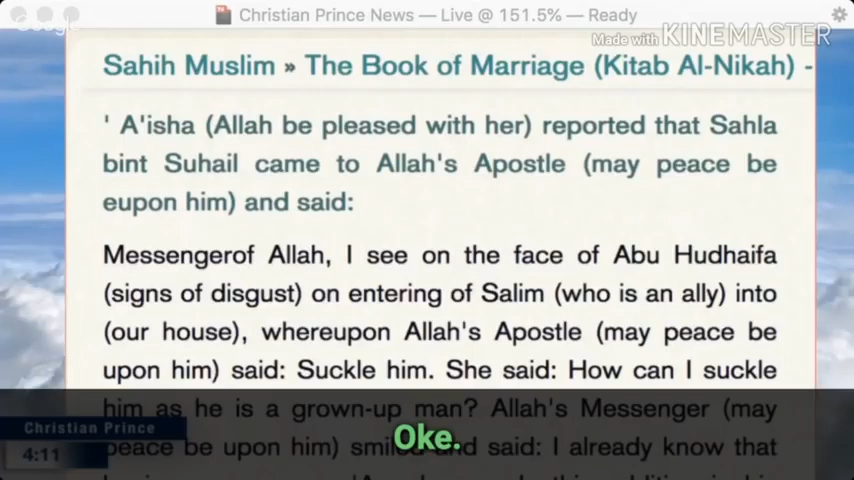 Christian Prince News — Live @ 151.5% — Ready
Made with KINEMASTER
Sahih Muslim » The Book of Marriage (Kitab Al-Nikah) -
' A'isha (Allah be pleased with her) reported that Sahla
bint Suhail came to Allah's Apostle (may peace be
eupon him) and said:
Messengerof Allah, I see on the face of Abu Hudhaifa
(signs of disgust) on entering of Salim (who is an ally) into
(our house), whereupon Allah's Apostle (may peace be
upon him) said: Suckle him. She said: How can I suckle
him as he is a grown-up man? Allah's Messenger (may
peace be upon him) smiled and said: I already know that
Christian Prince
4:11
Oke.